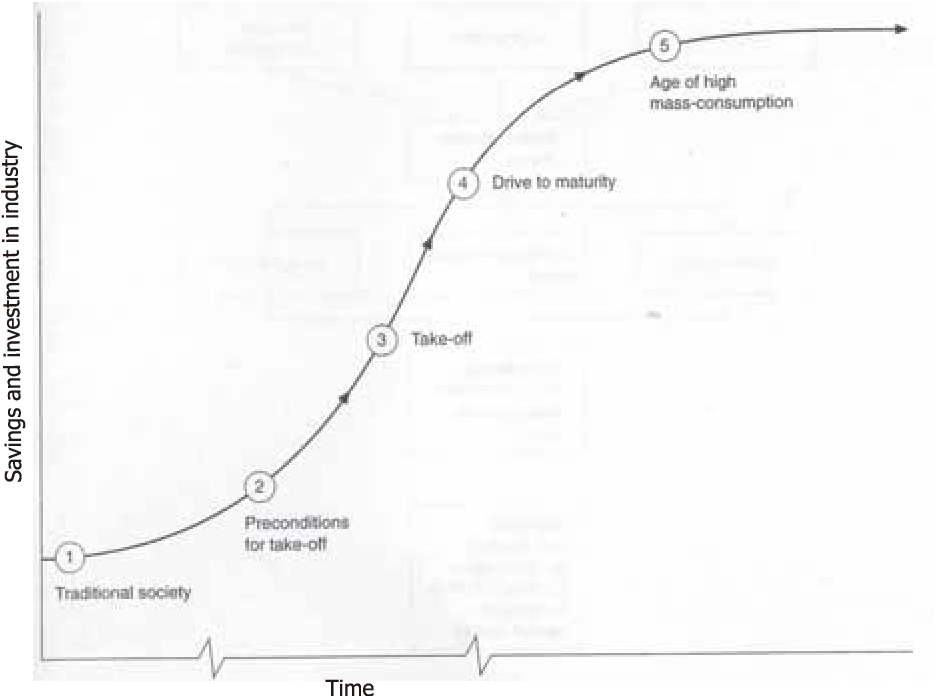 Savings and investment in industry
5
Age of high
mass-consumption
4
Drive to maturity
3
Take-off
2
Preconditions
for take-off
1
Traditional society
Time